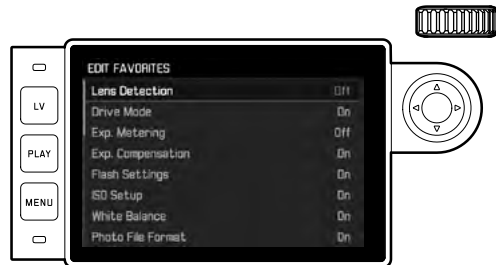 EDIT FAVORITES
Lens Detection Off
Drive Mode On
Exp. Metering Off
Exp. Compensation On
Flash Settings On
ISO Setup On
White Balance On
Photo File Format On
LV
PLAY
MENU